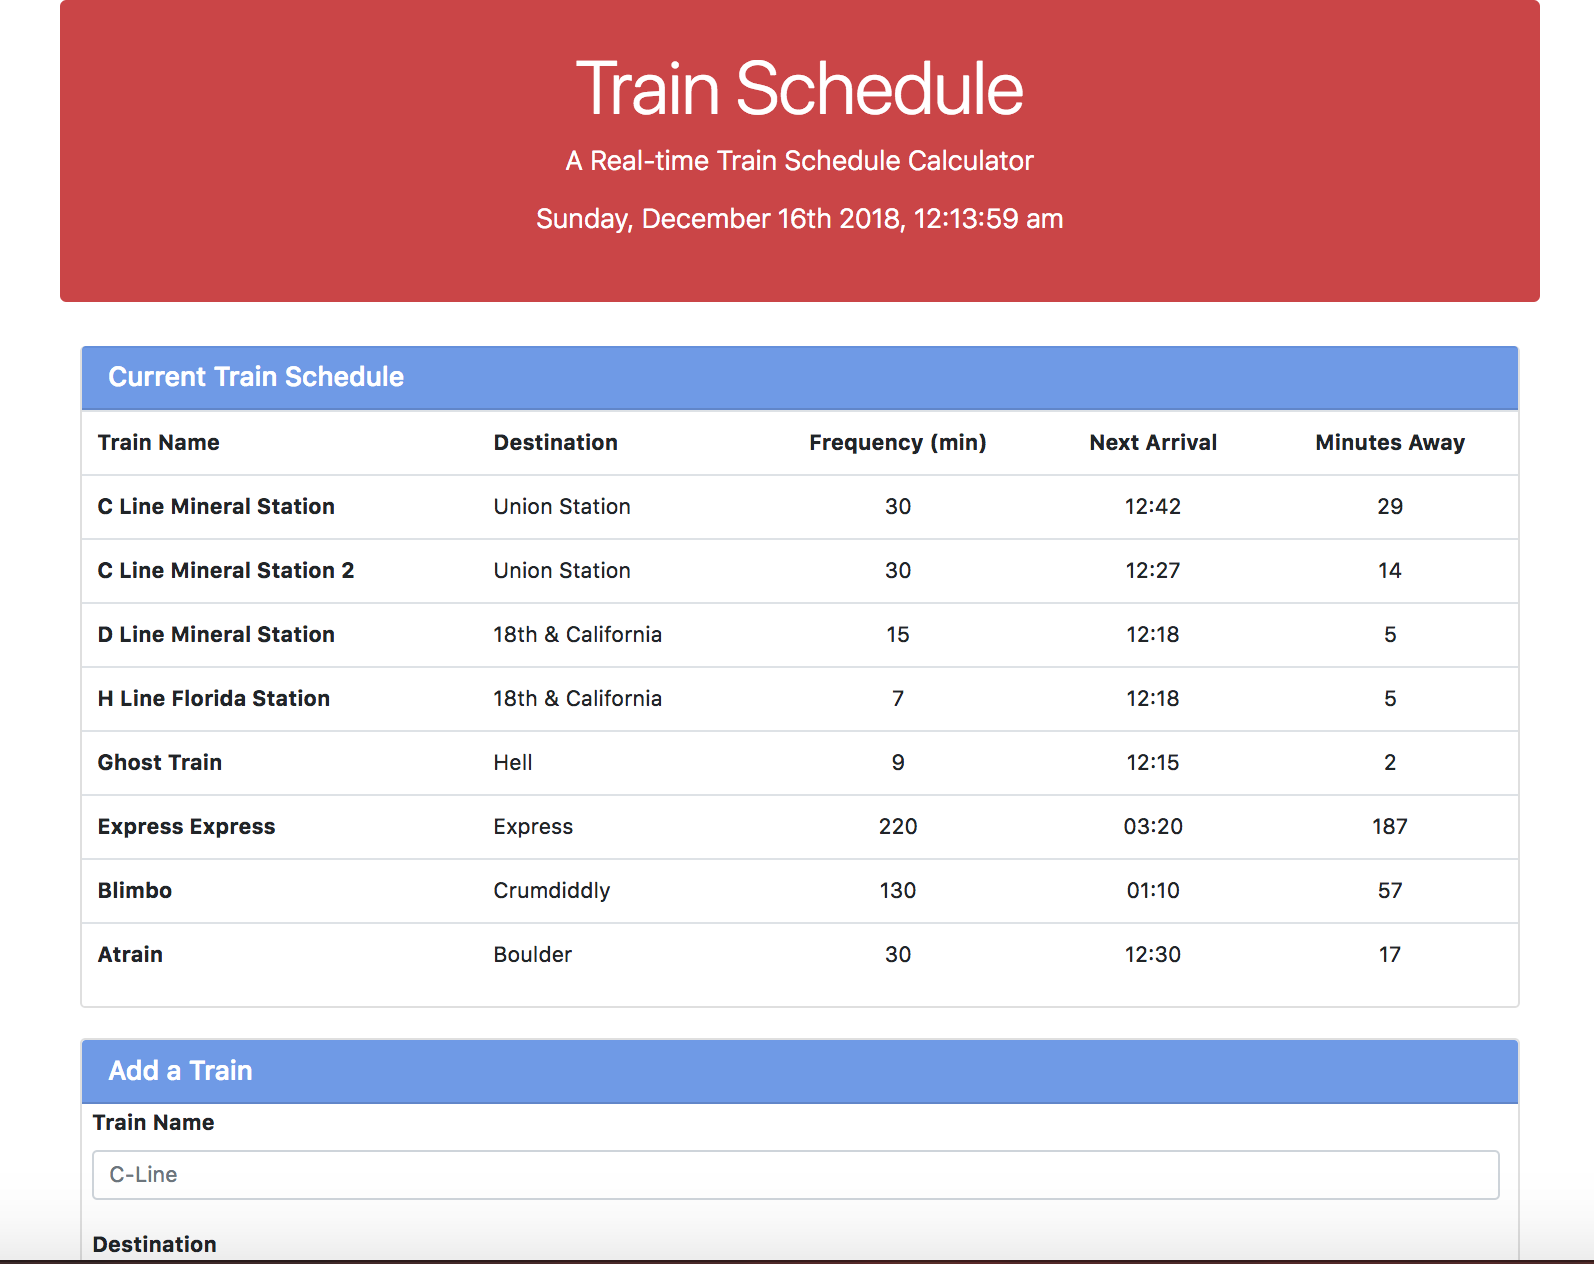 Train Schedule
A Real-time Train Schedule Calculator
Sunday, December 16th 2018, 12:13:59 am
Current Train Schedule
Train Name Destination Frequency (min) Next Arrival Minutes Away
C Line Mineral Station Union Station 30 12:42 29
C Line Mineral Station 2 Union Station 30 12:27 14
D Line Mineral Station 18th & California 15 12:18 5
H Line Florida Station 18th & California 7 12:18 5
Ghost Train Hell 9 12:15 2
Express Express Express 220 03:20 187
Blimbo Crumdiddly 130 01:10 57
Atrain Boulder 30 12:30 17
Add a Train
Train Name
C-Line
Destination